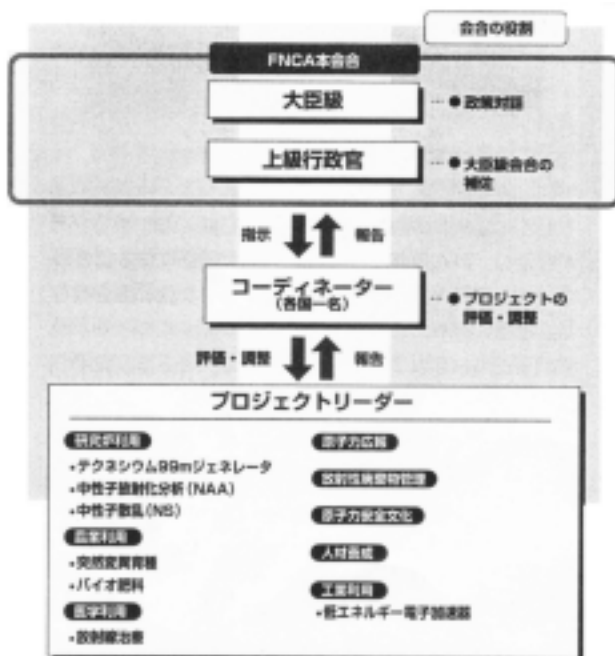 会合の役割
FNCA本会合
大臣級
● 政策対話
上級行政官
● 大臣級会合の
補佐
指示
報告
コーディネーター
(各国一名)
● プロジェクトの
評価・調整
評価・調整
報告
プロジェクトリーダー
研究炉利用
・テクネシウム99mジェネレータ
・中性子放射化分析(NAA)
・中性子散乱(NS)
農業利用
・突然変異育種
・バイオ肥料
医学利用
・放射線治療
原子力広報
放射性廃棄物管理
原子力安全文化
人材養成
工業利用
・低エネルギー電子加速器